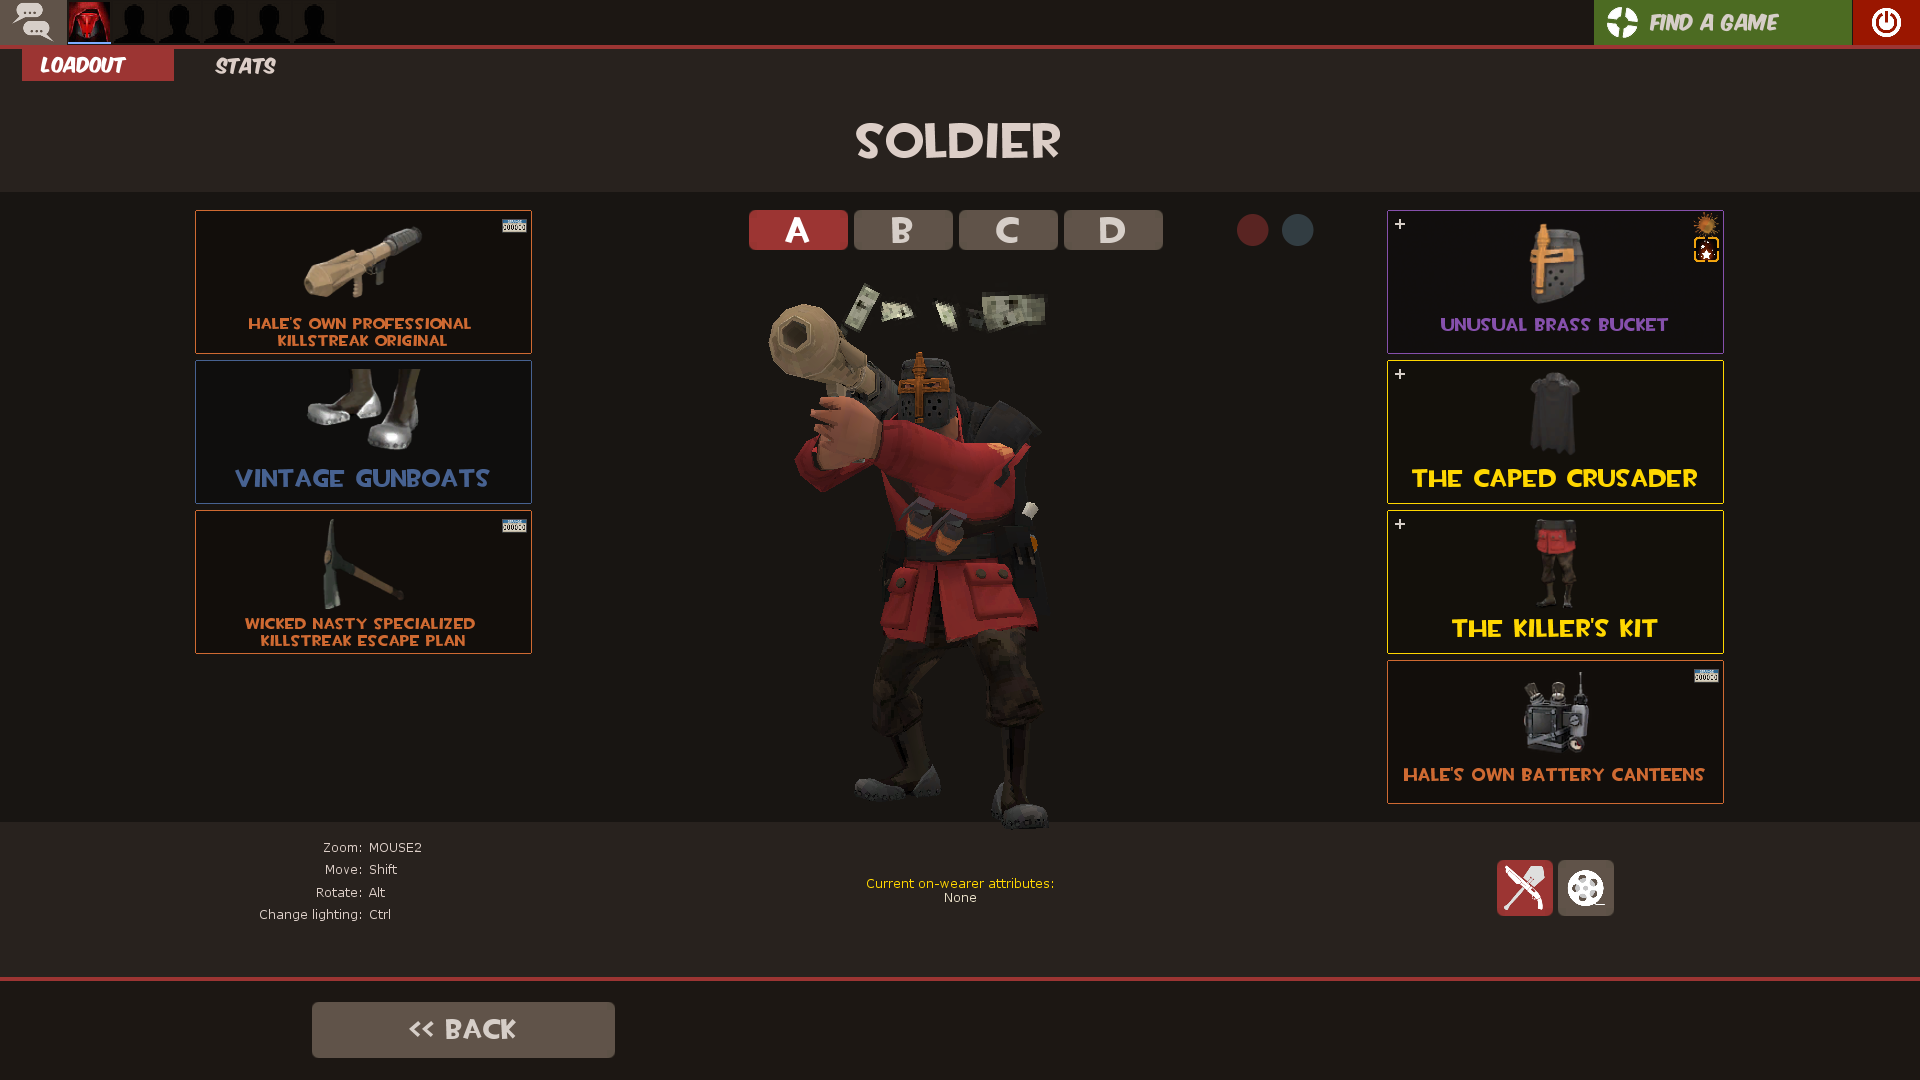 FIND A GAME
LOADOUT
STATS
SOLDIER
A
B
C
D
HALE'S OWN PROFESSIONAL
KILLSTREAK ORIGINAL
VINTAGE GUNBOATS
WICKED NASTY SPECIALIZED
KILLSTREAK ESCAPE PLAN
+
UNUSUAL BRASS BUCKET
+
THE CAPED CRUSADER
+
THE KILLER'S KIT
HALE'S OWN BATTERY CANTEENS
Zoom: MOUSE2
Move: Shift
Rotate: Alt
Change lighting: Ctrl
Current on-wearer attributes:
None
<< BACK